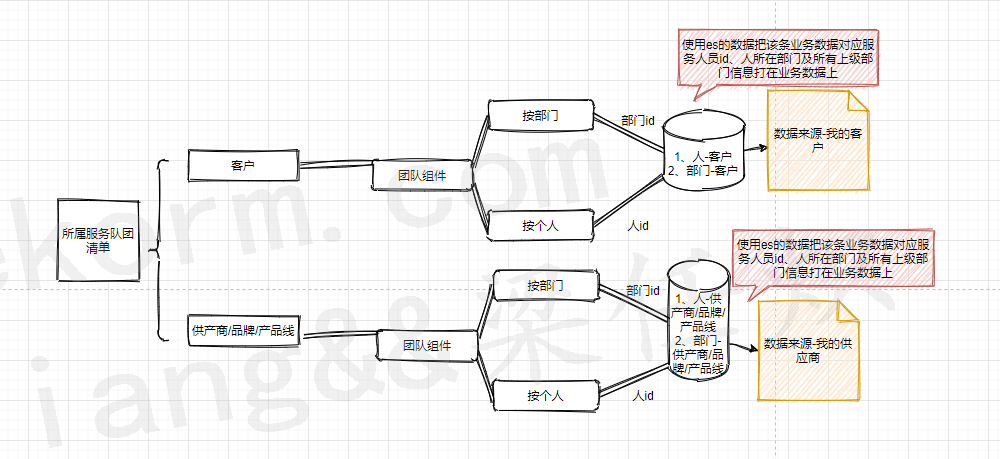 使用es的数据把该条业务数据对应服
务人员id、人所在部门及所有上级部
门信息打在业务数据上
按部门
部门id
数据来源-我的客
户
1、人-客户
2、部门-客户
客户
团队组件
按个人
人id
所属服务队团
清单
使用es的数据把该条业务数据对应服
务人员id、人所在部门及所有上级部
门信息打在业务数据上
按部门
部门id
1、人-供
产商/品牌/
产品线
2、部门-
供产商/品
牌/产品线
供产商/品牌/产品线
团队组件
数据来源-我的供
应商
按个人
人id
ekorm.com
iang&